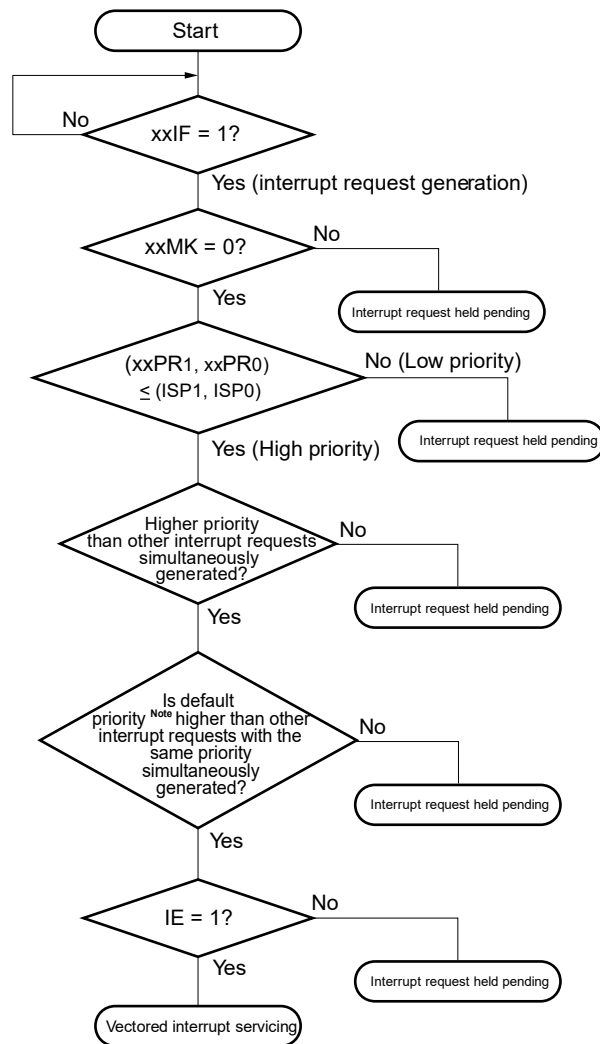 Start
No
xxIF = 1?
Yes (interrupt request generation)
No
xxMK = 0?
Yes
Interrupt request held pending
(xxPR1, xxPR0)
≤ (ISP1, ISP0)
No (Low priority)
Interrupt request held pending
Yes (High priority)
Higher priority
than other interrupt requests
simultaneously
generated?
No
Interrupt request held pending
Yes
Is default
priority Note higher than other
interrupt requests with the
same priority
simultaneously
generated?
No
Interrupt request held pending
Yes
IE = 1?
No
Interrupt request held pending
Yes
Vectored interrupt servicing